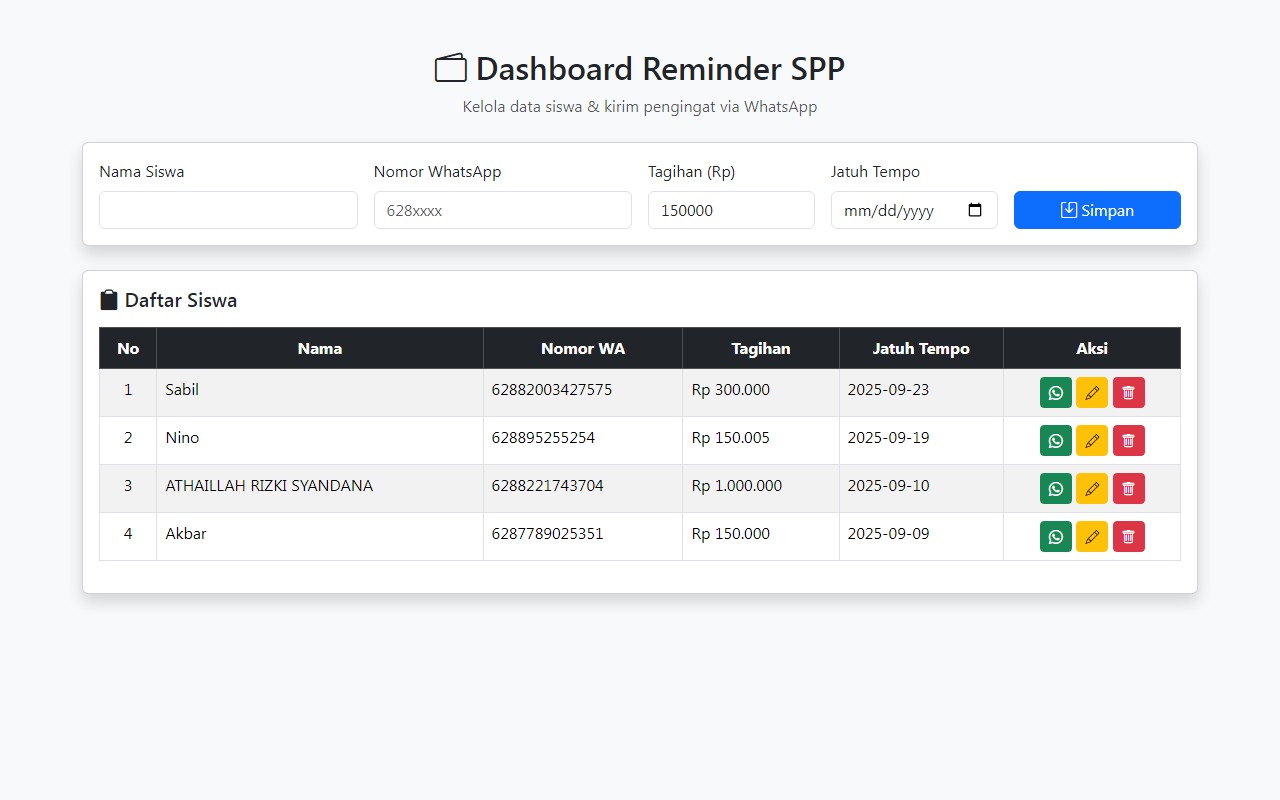 Dashboard Reminder SPP
Kelola data siswa & kirim pengingat via WhatsApp
Nama Siswa Nomor WhatsApp Tagihan (Rp) Jatuh Tempo
628xxxx 150000 mm/dd/yyyy Simpan
Daftar Siswa
No Nama Nomor WA Tagihan Jatuh Tempo Aksi
1 Sabil 62882003427575 Rp 300.000 2025-09-23
2 Nino 628895255254 Rp 150.005 2025-09-19
3 ATHAILLAH RIZKI SYANDANA 6288221743704 Rp 1.000.000 2025-09-10
4 Akbar 6287789025351 Rp 150.000 2025-09-09